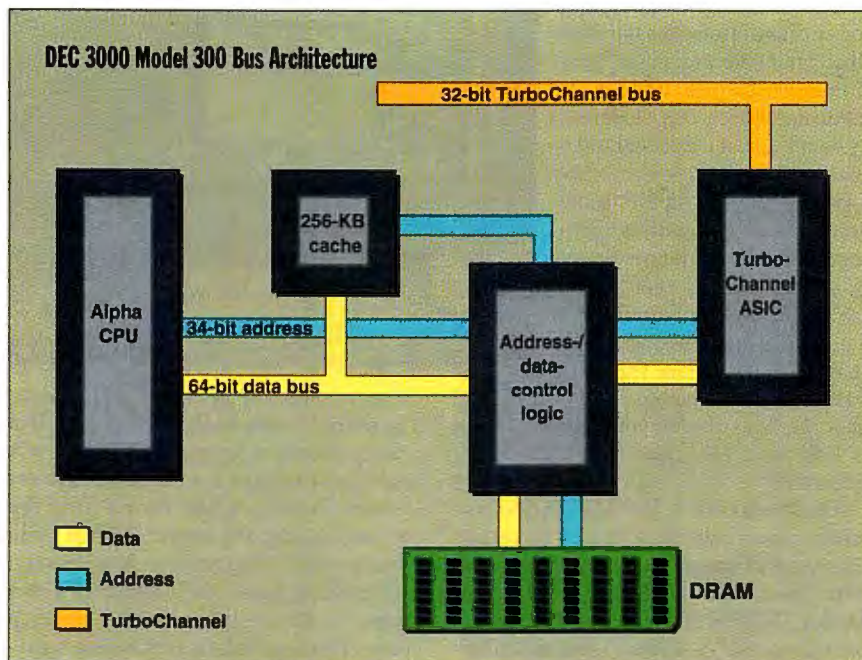 DEC 3000 Model 300 Bus Architecture
32-bit TurboChannel bus
256-KB
cache
Turbo-
Channel
ASIC
Alpha
CPU
34-bit address
Address-/
data-
control
logic
64-bit data bus
Data
Address
TurboChannel
DRAM